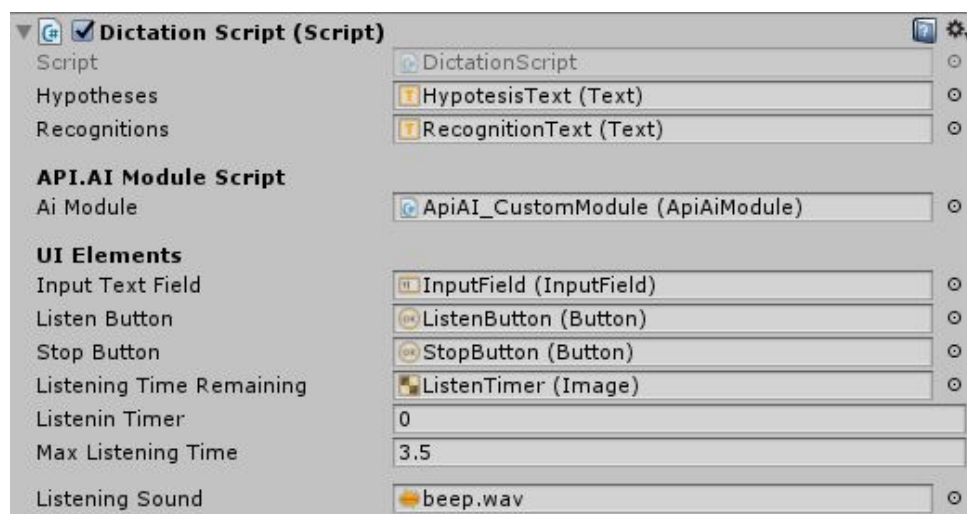 Dictation Script (Script)
Script DictationScript
Hypotheses HypotesisText (Text)
Recognitions RecognitionText (Text)
API.AI Module Script
Ai Module ApiAI_CustomModule (ApiAiModule)
UI Elements
Input Text Field InputField (InputField)
Listen Button ListenButton (Button)
Stop Button StopButton (Button)
Listening Time Remaining ListenTimer (Image)
Listenin Timer 0
Max Listening Time 3.5
Listening Sound beep.wav